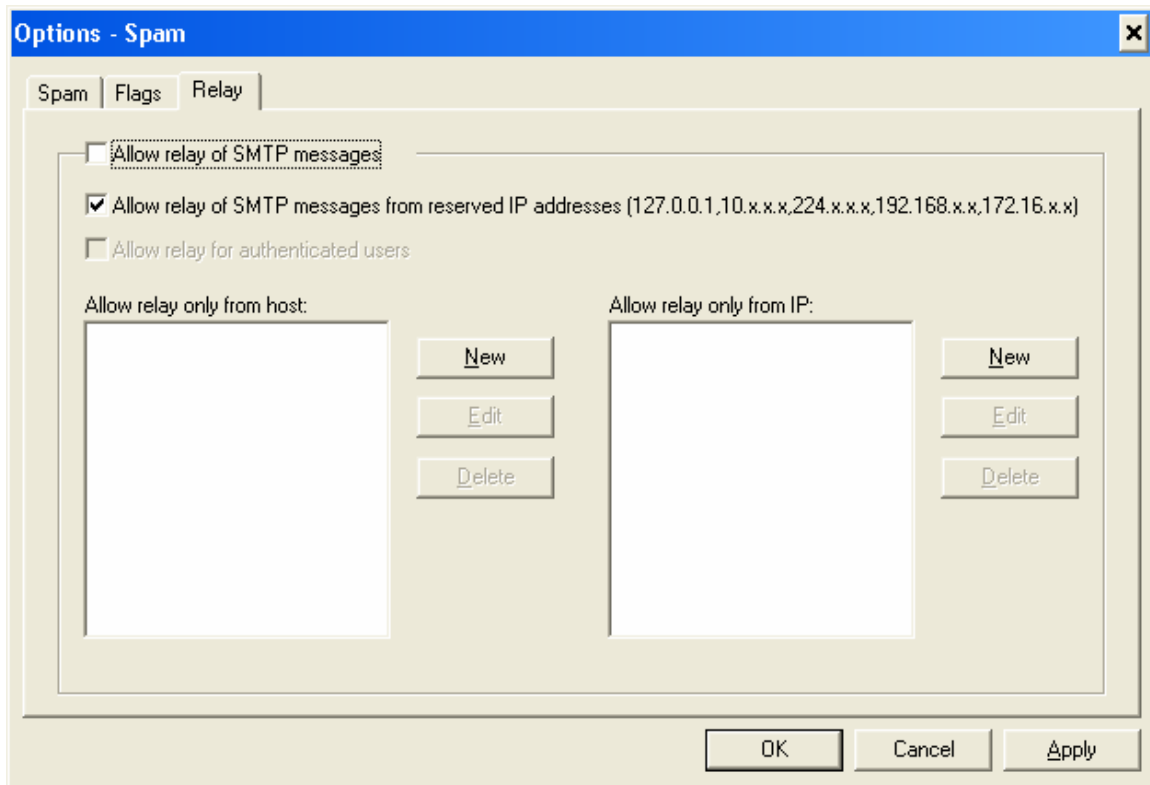 Options - Spam
Spam Flags Relay
Allow relay of SMTP messages
Allow relay of SMTP messages from reserved IP addresses (127.0.0.1,10.x.x.x,224.x.x.x,192.168.x.x,172.16.x.x)
Allow relay for authenticated users
Allow relay only from host: Allow relay only from IP:
New New
Edit Edit
Delete Delete
OK Cancel Apply